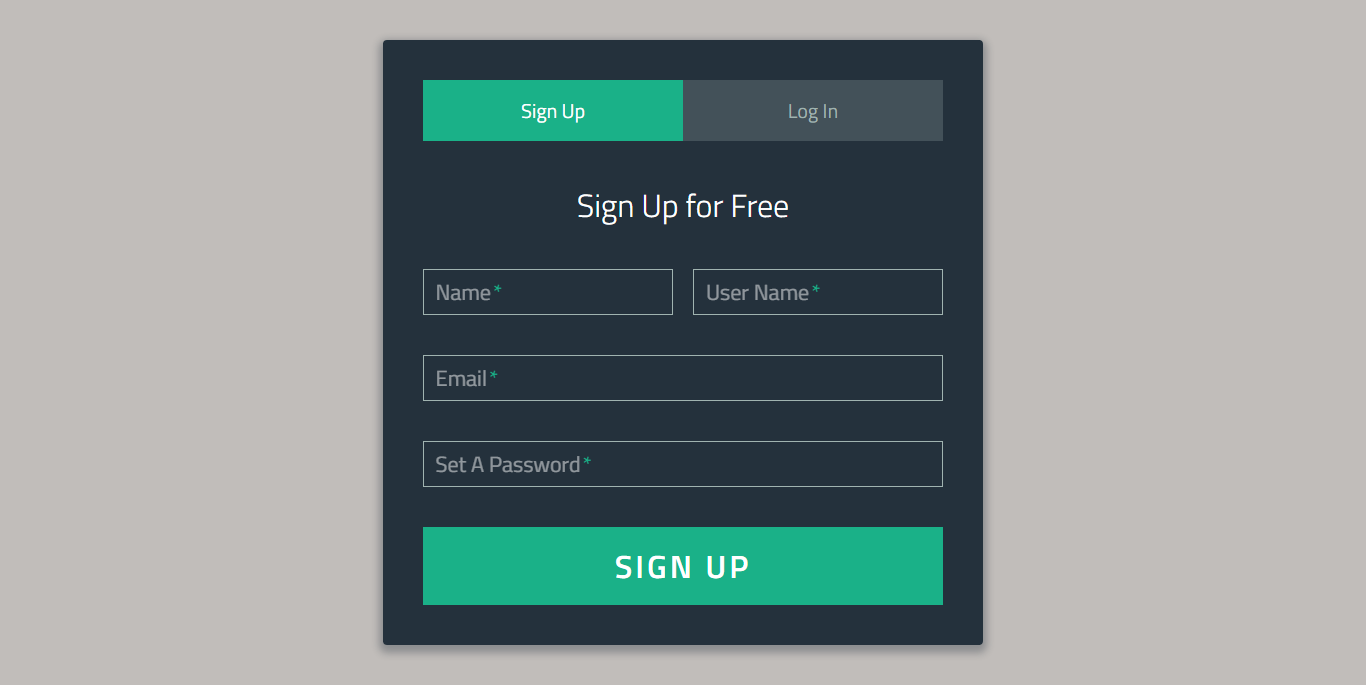 Sign Up Log In
Sign Up for Free
Name* User Name*
Email*
Set A Password*
SIGN UP